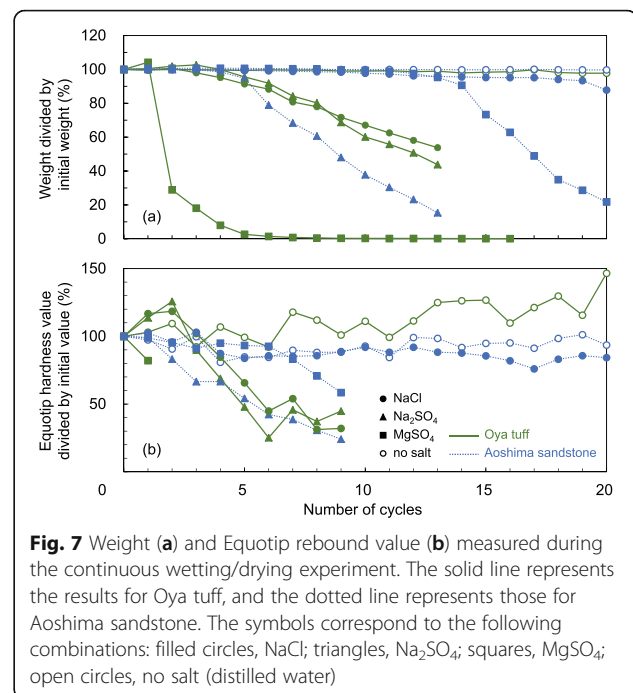 120
100
80
60
40
20
0
Weight divided by
initial weight (%)
(a)
150
100
50
Equotip hardness value
divided by initial value (%)
(b)
NaCl
Na₂SO₄
MgSO₄
no salt
Oya tuff
Aoshima sandstone
0 5 10 15 20
Number of cycles
Fig. 7 Weight (a) and Equotip rebound value (b) measured during
the continuous wetting/drying experiment. The solid line represents
the results for Oya tuff, and the dotted line represents those for
Aoshima sandstone. The symbols correspond to the following
combinations: filled circles, NaCl; triangles, Na₂SO₄; squares, MgSO₄;
open circles, no salt (distilled water)